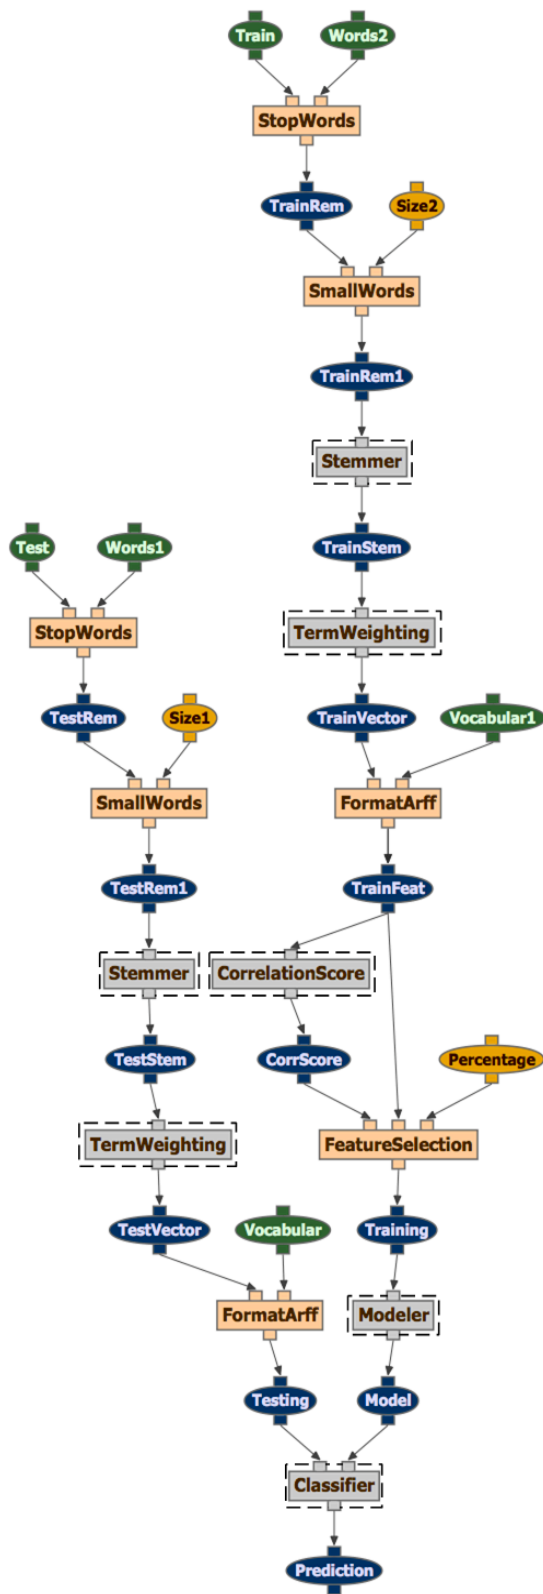 Train
Words2
StopWords
TrainRem
Size2
SmallWords
TrainRem1
Stemmer
Test
Words1
TrainStem
StopWords
TermWeighting
TestRem
Size1
TrainVector
Vocabular1
SmallWords
FormatArff
TestRem1
TrainFeat
Stemmer
CorrelationScore
TestStem
CorrScore
Percentage
TermWeighting
FeatureSelection
TestVector
Vocabular
Training
FormatArff
Modeler
Testing
Model
Classifier
Prediction